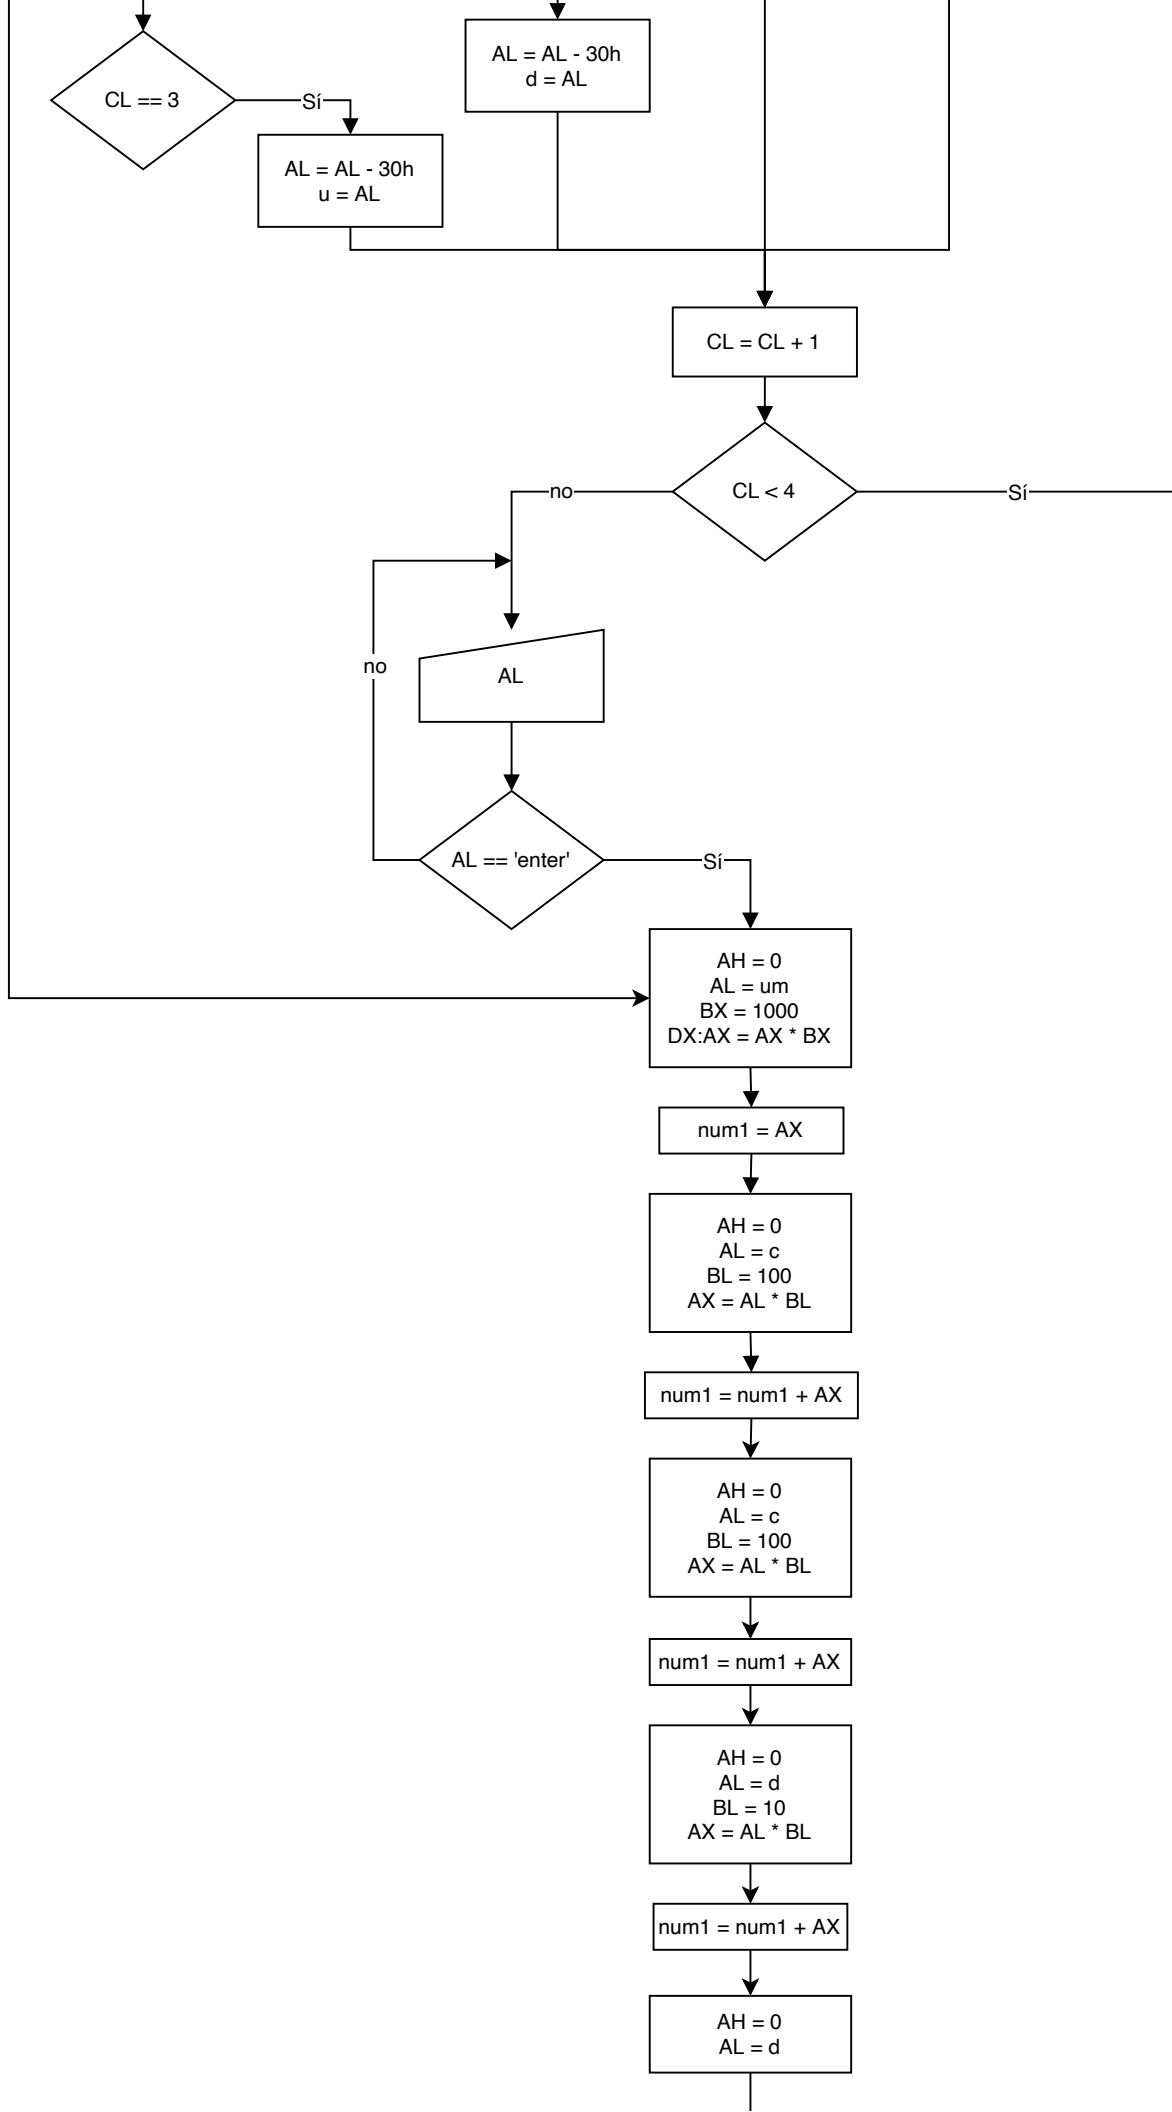 AL = AL - 30h
d = AL
CL == 3
Sí
AL = AL - 30h
u = AL
CL = CL + 1
CL < 4
no
Sí
no
AL
AL == 'enter'
Sí
AH = 0
AL = um
BX = 1000
DX:AX = AX * BX
num1 = AX
AH = 0
AL = c
BL = 100
AX = AL * BL
num1 = num1 + AX
AH = 0
AL = c
BL = 100
AX = AL * BL
num1 = num1 + AX
AH = 0
AL = d
BL = 10
AX = AL * BL
num1 = num1 + AX
AH = 0
AL = d